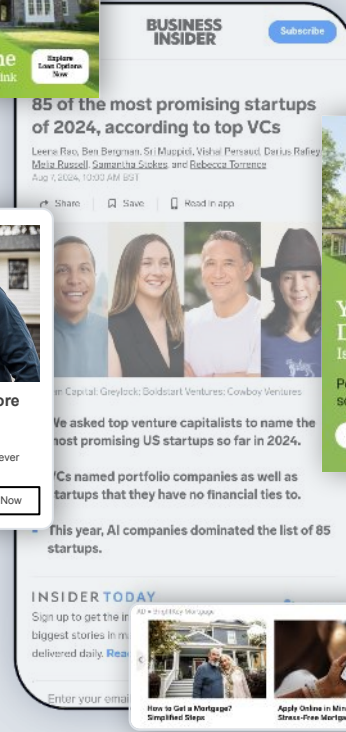 BUSINESS
INSIDER
Subscribe
Explore
Loan Options
Now
85 of the most promising startups
of 2024, according to top VCs
Leena Rao, Ben Bergman, Sri Muppidi, Vishal Persaud, Darius Rafiey
Melia Russell, Samantha Stokes, and Rebecca Torrence
Aug 7, 2024, 10:00 AM BST
Share
Save
Read in app
Capital; Greylock; Boldstart Ventures; Cowboy Ventures
We asked top venture capitalists to name the
most promising US startups so far in 2024.
VCs named portfolio companies as well as
startups that they have no financial ties to.
This year, AI companies dominated the list of 85
startups.
Now
INSIDER TODAY
Sign up to get the
biggest stories in
delivered daily.
Enter your
AD • BrightKey Mortgage
How to Get a Mortgage?
Simplified Steps
Apply Online in
Stress-Free